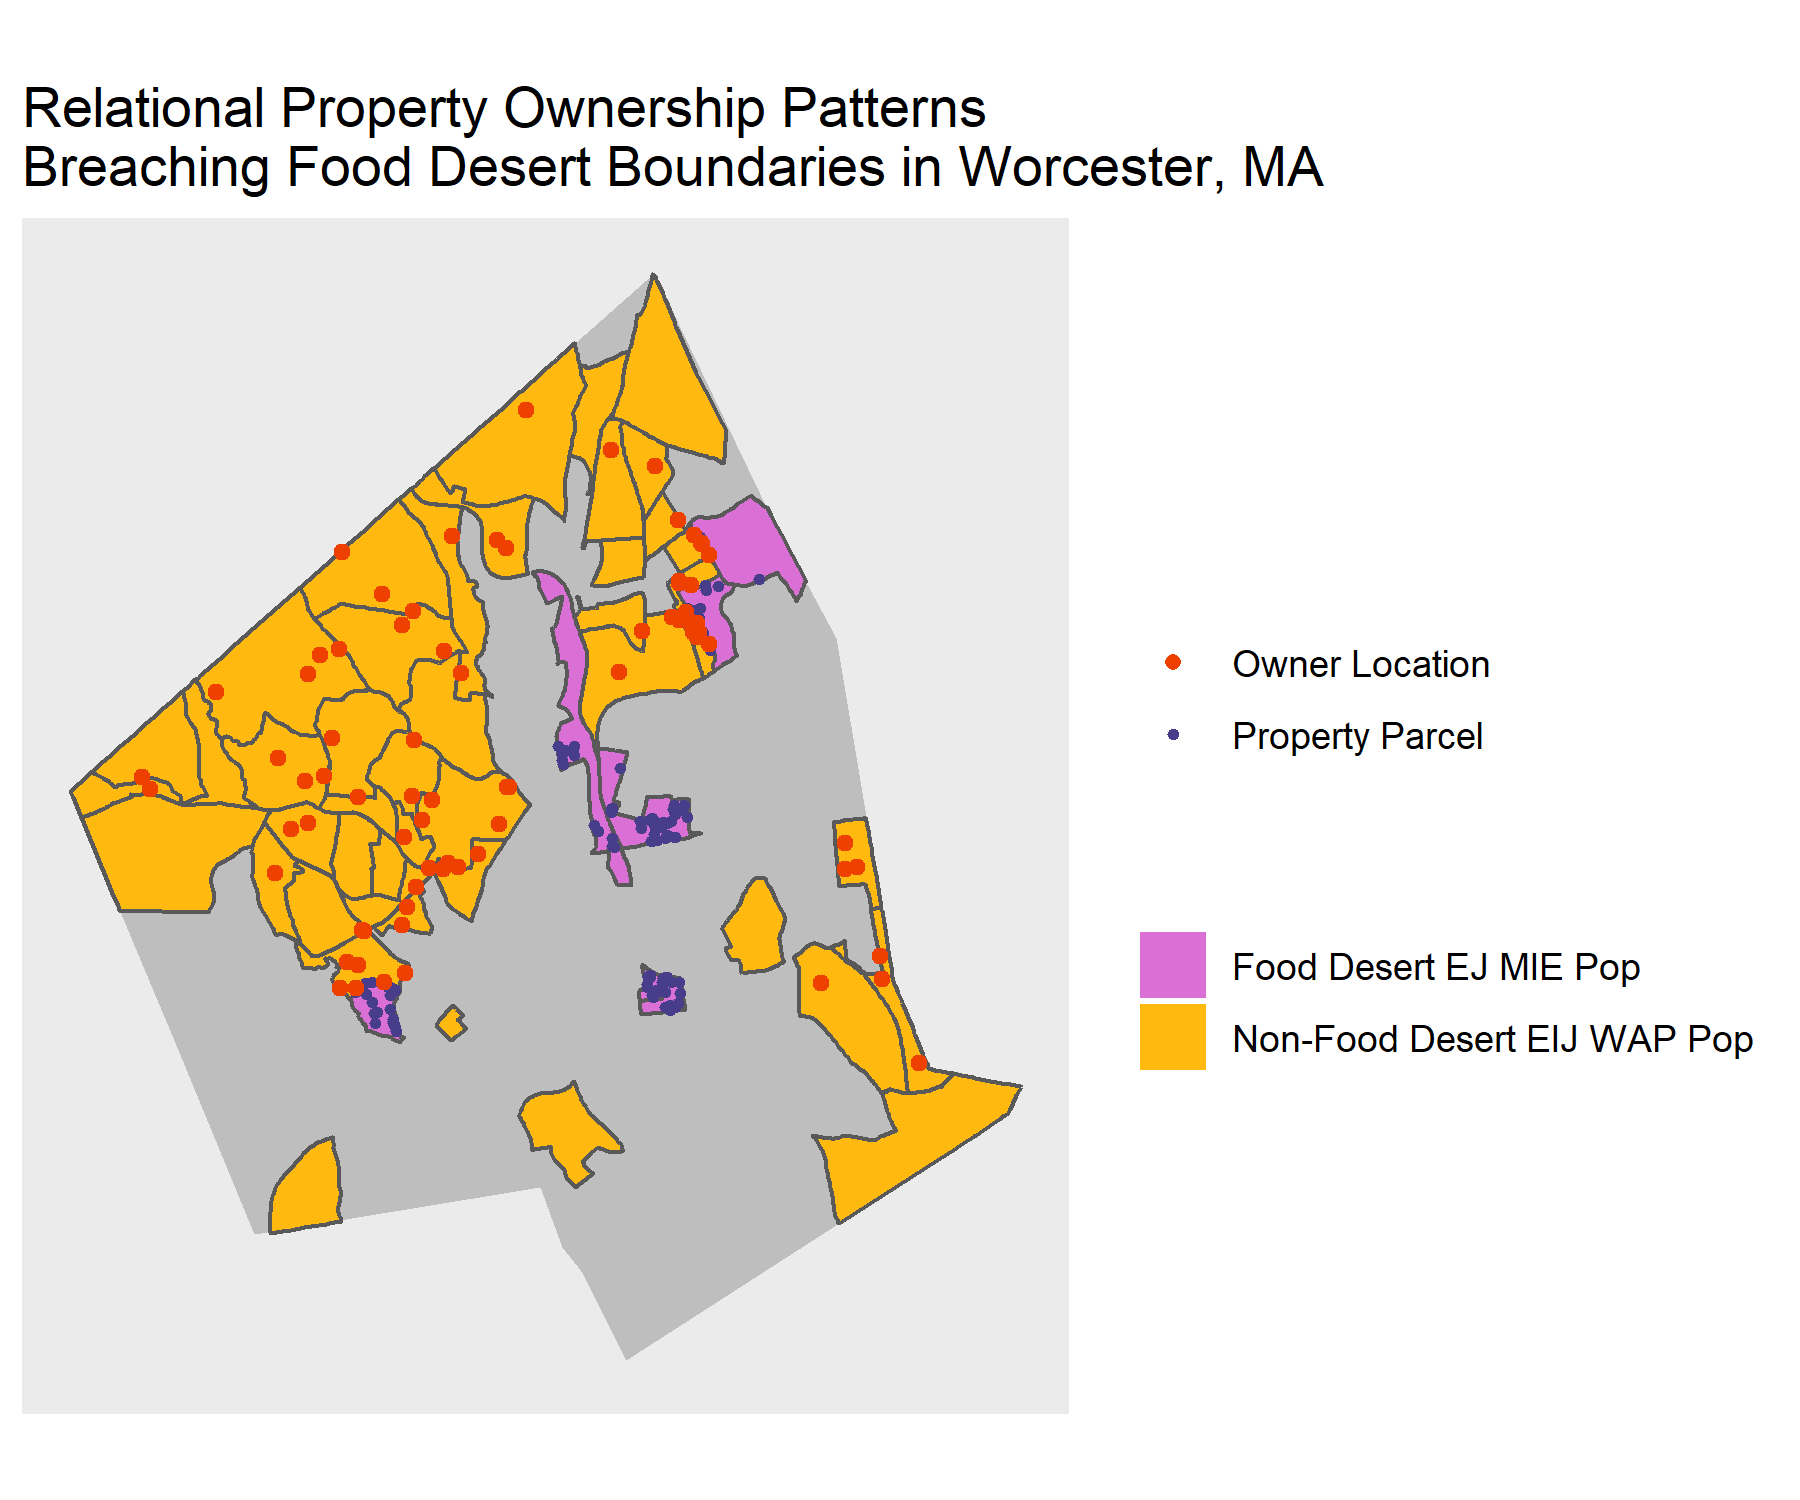 Relational Property Ownership Patterns
Breaching Food Desert Boundaries in Worcester, MA
Owner Location
Property Parcel
Food Desert EJ MIE Pop
Non-Food Desert EIJ WAP Pop